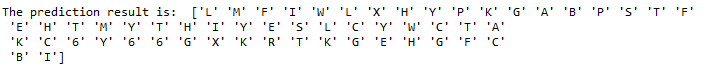 The prediction result is:  ['L' 'M' 'F' 'I' 'W' 'L' 'X' 'H' 'Y' 'P' 'K' 'G' 'A' 'B' 'P' 'S' 'T' 'F'
'E' 'H' 'T' 'M' 'Y' 'T' 'H' 'I' 'Y' 'E' 'S' 'L' 'C' 'Y' 'W' 'C' 'T' 'A'
'K' 'C' '6' 'Y' '6' '6' 'G' 'X' 'K' 'R' 'T' 'K' 'G' 'E' 'H' 'G' 'F' 'C'
'B' 'I']